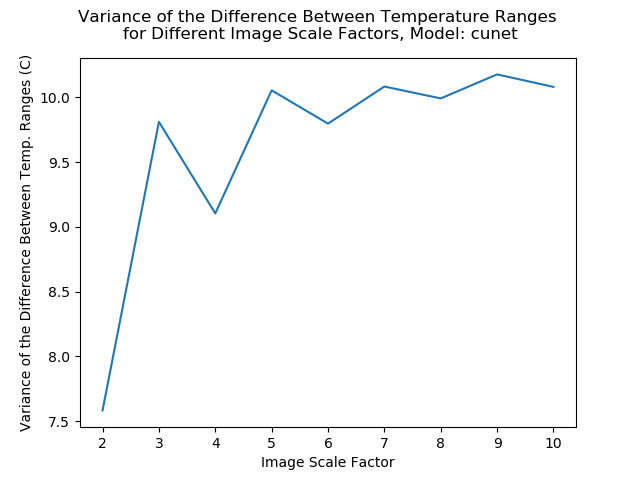 Variance of the Difference Between Temperature Ranges
for Different Image Scale Factors, Model: cunet
Variance of the Difference Between Temp. Ranges (C)
10.0
9.5
9.0
8.5
8.0
7.5
2 3 4 5 6 7 8 9 10
Image Scale Factor